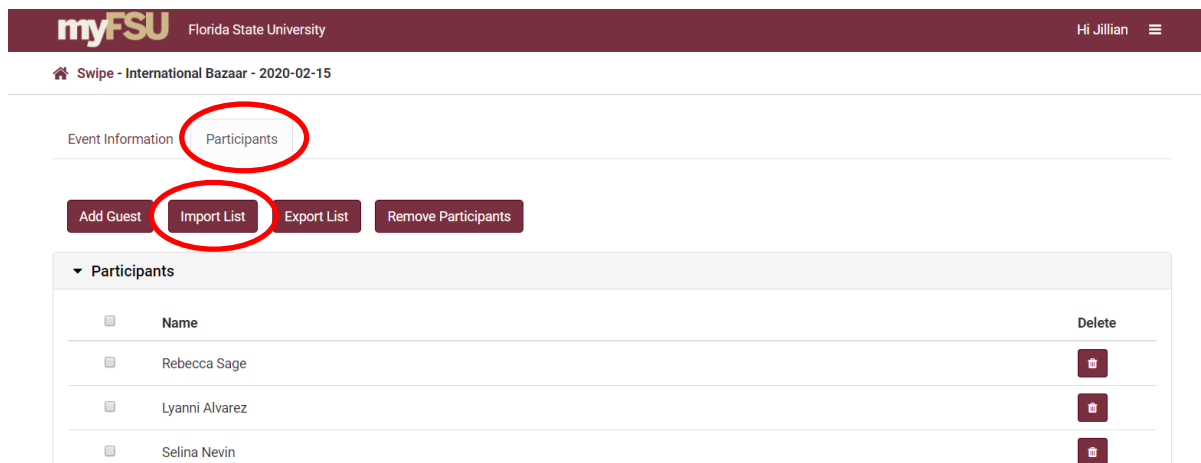 myFSU Florida State University Hi Jillian
Swipe - International Bazaar - 2020-02-15
Event Information Participants
Add Guest Import List Export List Remove Participants
Participants
Name Delete
Rebecca Sage
Lyanni Alvarez
Selina Nevin